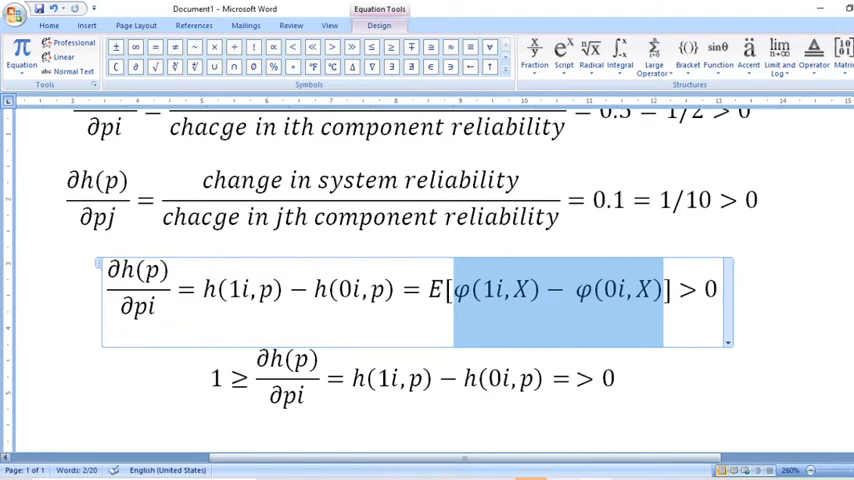 Document1 - Microsoft Word
Equation Tools
Home Insert Page Layout References Mailings Review View Design
π Equation Professional Linear abc Normal Text
Tools
± ∞ = ≠ ~ × ÷ ! ∝ < ≪ > ≫ ≤ ≥ ∓ ≅ ≈ ≡ ∀
∁ ∂ √ ∛ ∜ ∪ ∩ ∅ % ° ℉ ℃ ∆ ∇ ∃ ∄ ∈ ∋ ← ↑
Symbols
Fraction Script Radical Integral Large Operator Bracket Function Accent Limit and Log Operator
Structures
∂pi chacge in ith component reliability = 0.5 = 1/2 > 0
∂h(p)/∂pj = change in system reliability/chacge in jth component reliability = 0.1 = 1/10 > 0
∂h(p)/∂pi = h(1i, p) − h(0i, p) = E[φ(1i, X) − φ(0i, X)] > 0
1 ≥ ∂h(p)/∂pi = h(1i, p) − h(0i, p) = > 0
Page: 1 of 1 Words: 2/20 English (United States) 260%